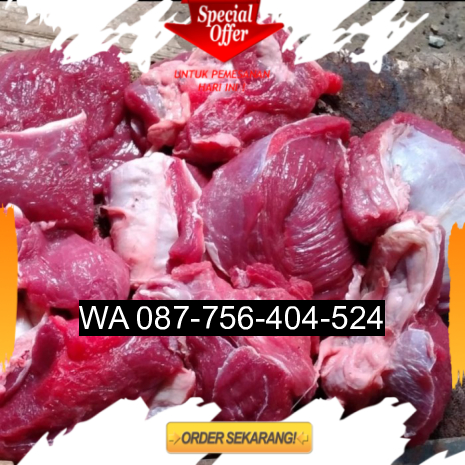 Special
Offer
UNTUK PEMESANAN
HARI INI
WA 087-756-404-524
ORDER SEKARANG!